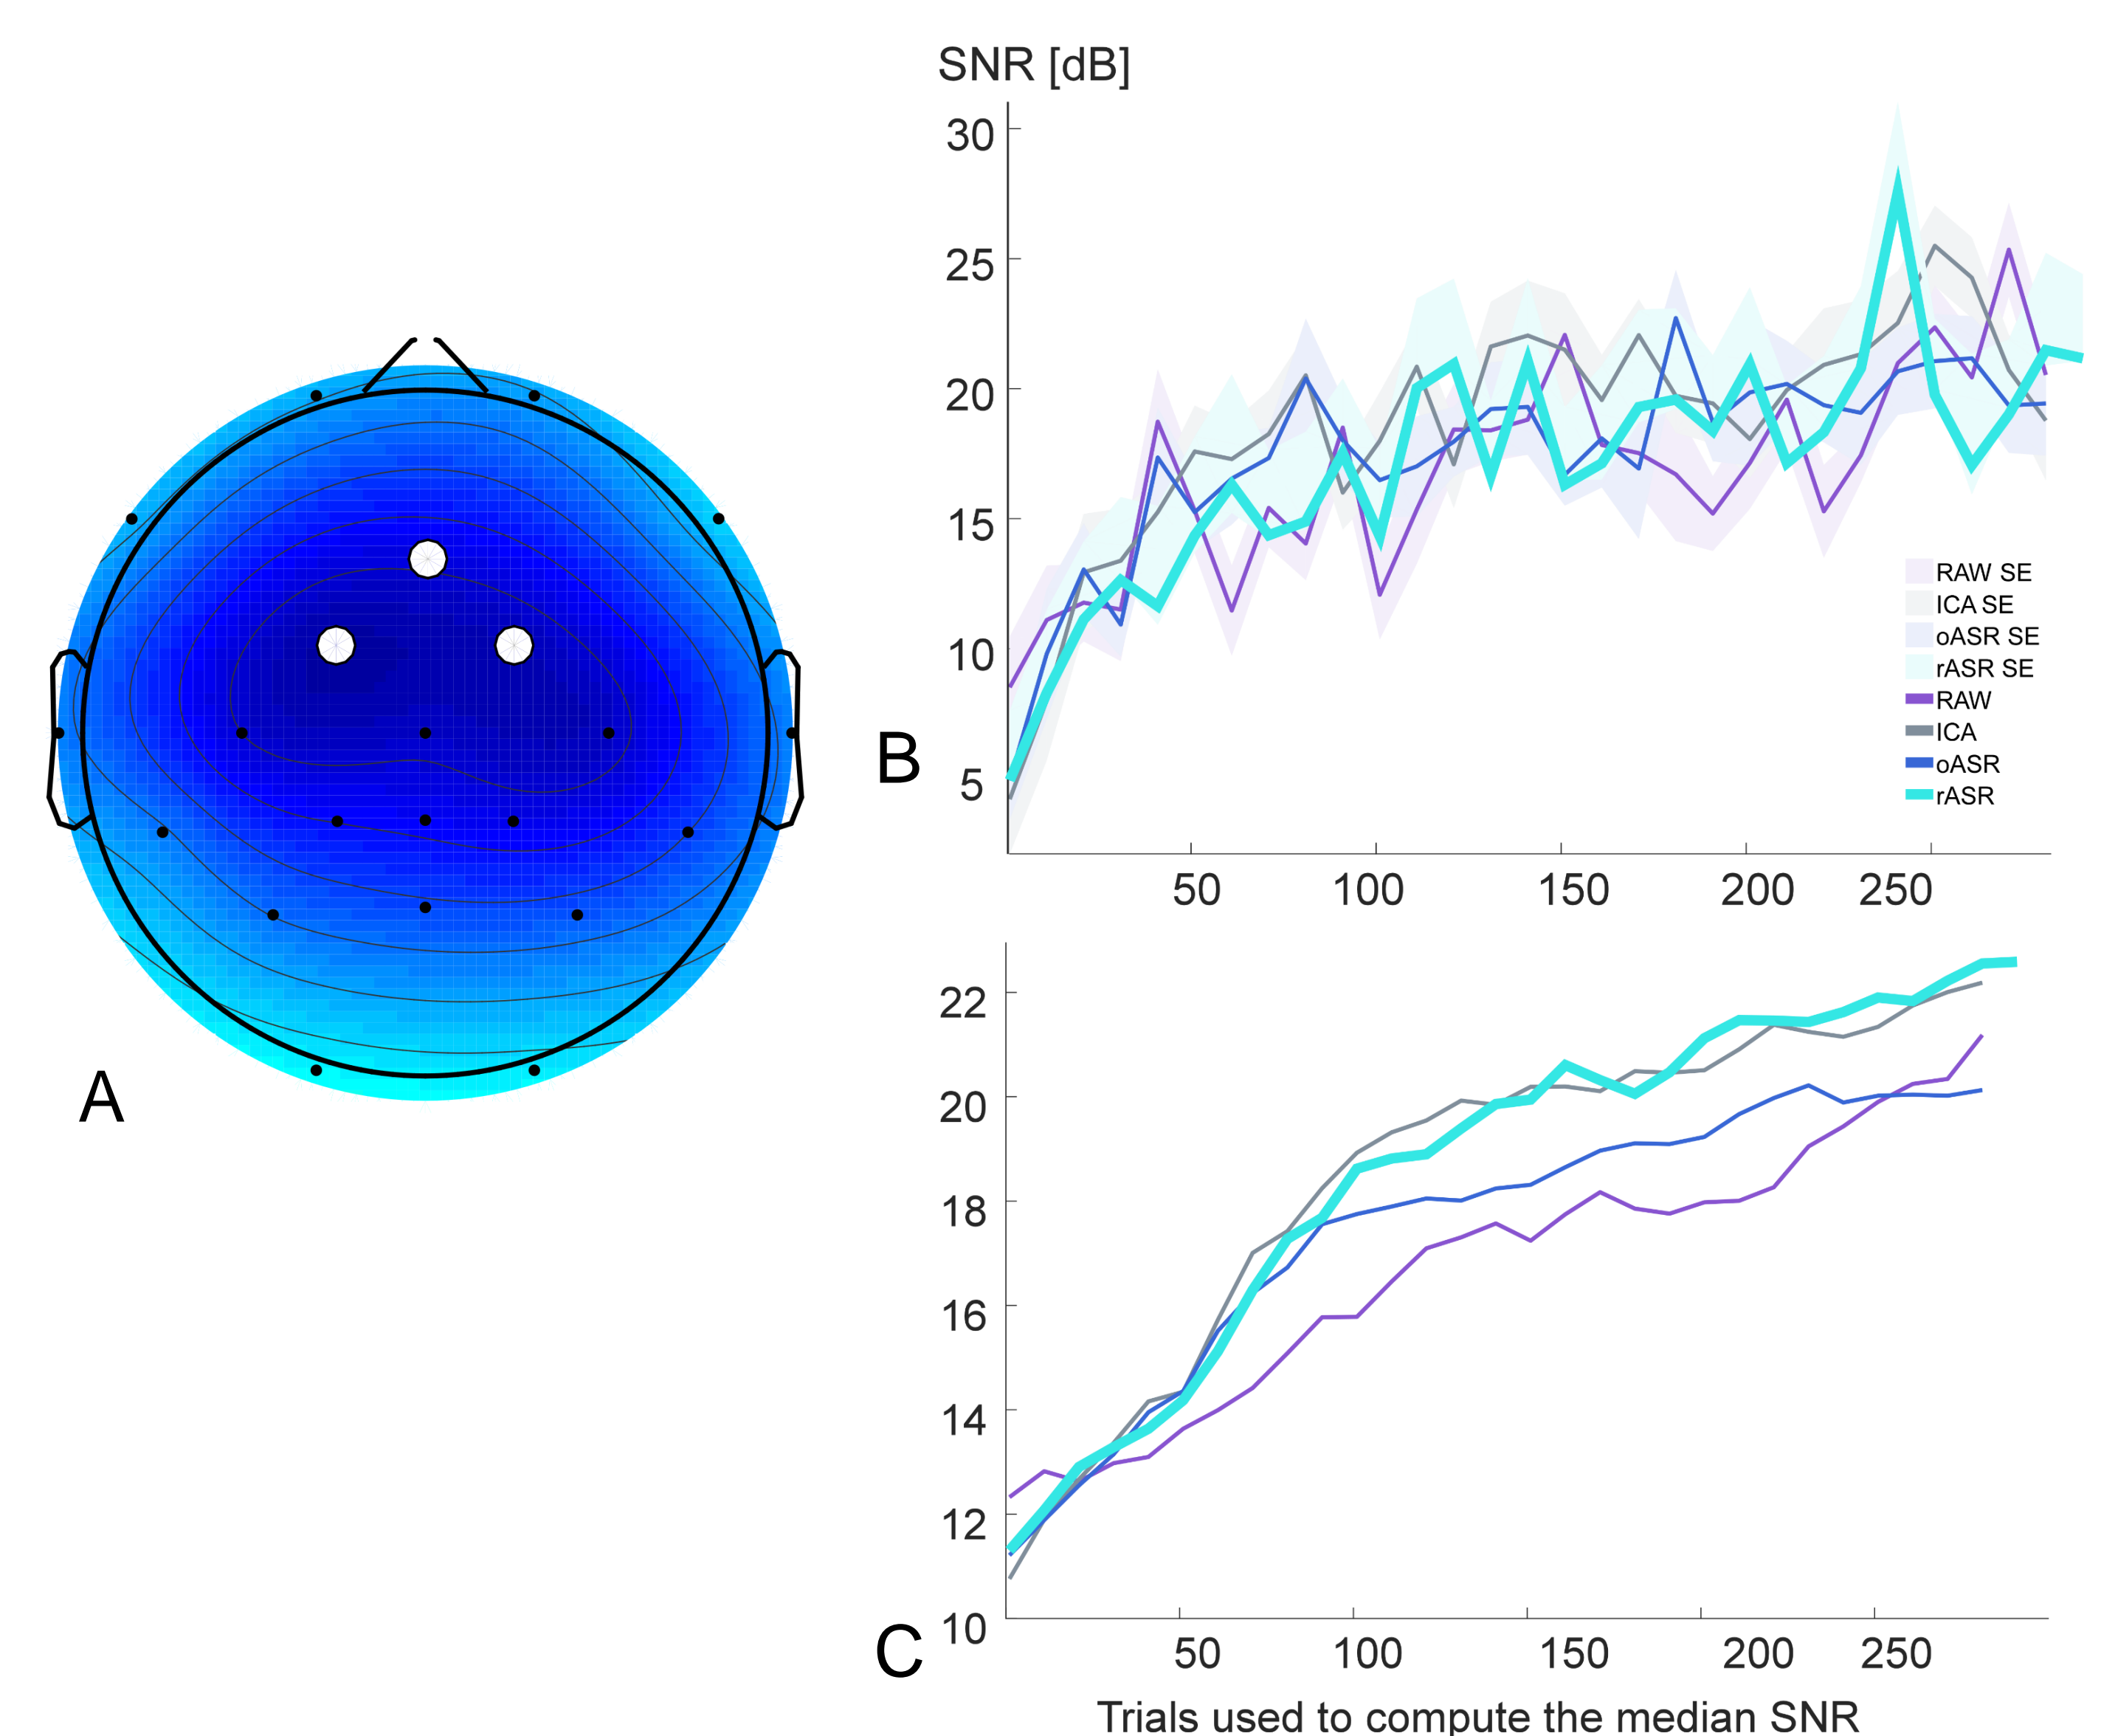 A
SNR [dB]
30
25
20
15
10
5
B
RAW SE
ICA SE
oASR SE
rASR SE
RAW
ICA
oASR
rASR
50 100 150 200 250
22
20
18
16
14
12
10
C
50 100 150 200 250
Trials used to compute the median SNR